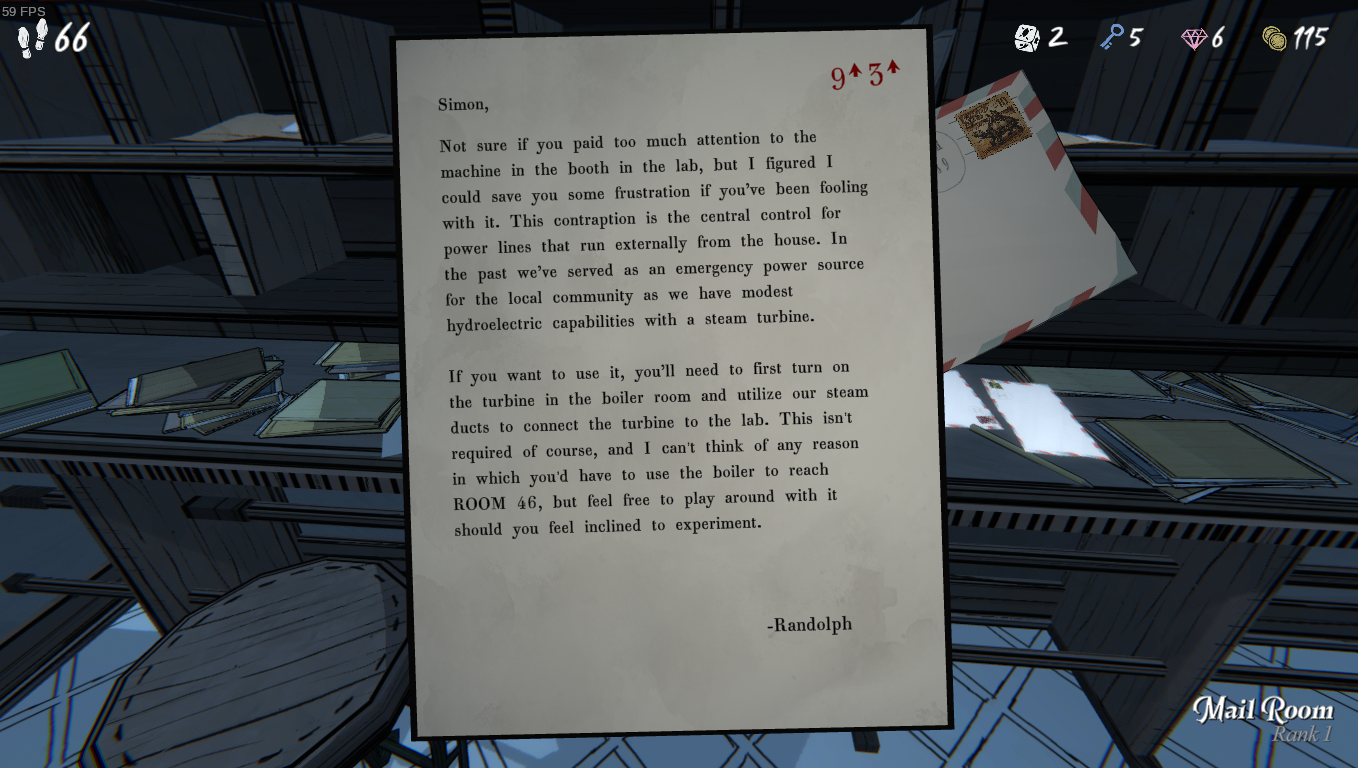 59 FPS
66
2
5
6
115
9 3
Simon,
Not sure if you paid too much attention to the
machine in the booth in the lab, but I figured I
could save you some frustration if you've been fooling
with it. This contraption is the central control for
power lines that run externally from the house. In
the past we've served as an emergency power source
for the local community as we have modest
hydroelectric capabilities with a steam turbine.
If you want to use it, you'll need to first turn on
the turbine in the boiler room and utilize our steam
ducts to connect the turbine to the lab. This isn't
required of course, and I can't think of any reason
in which you'd have to use the boiler to reach
ROOM 46, but feel free to play around with it
should you feel inclined to experiment.
-Randolph
Mail Room
Rank 1